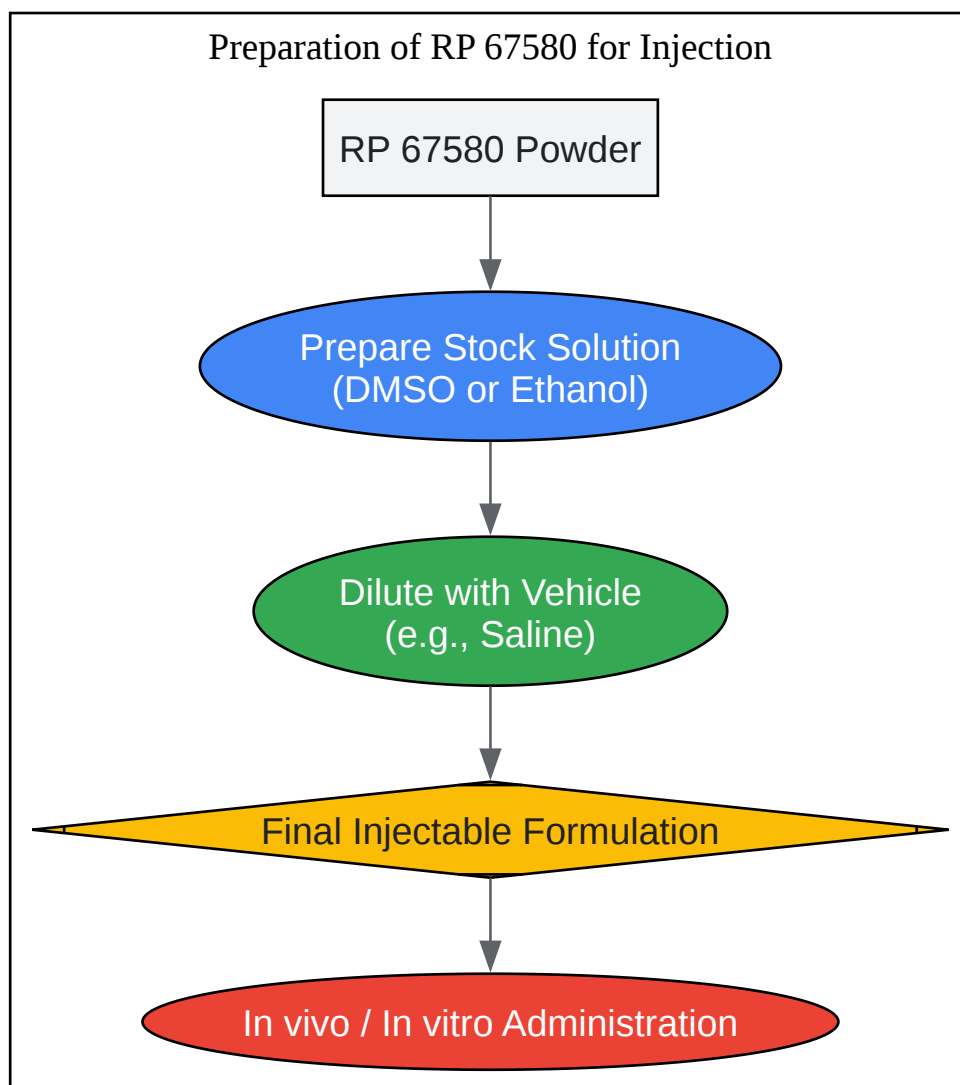 Preparation of RP 67580 for Injection
RP 67580 Powder
Prepare Stock Solution
(DMSO or Ethanol)
Dilute with Vehicle
(e.g., Saline)
Final Injectable Formulation
In vivo / In vitro Administration